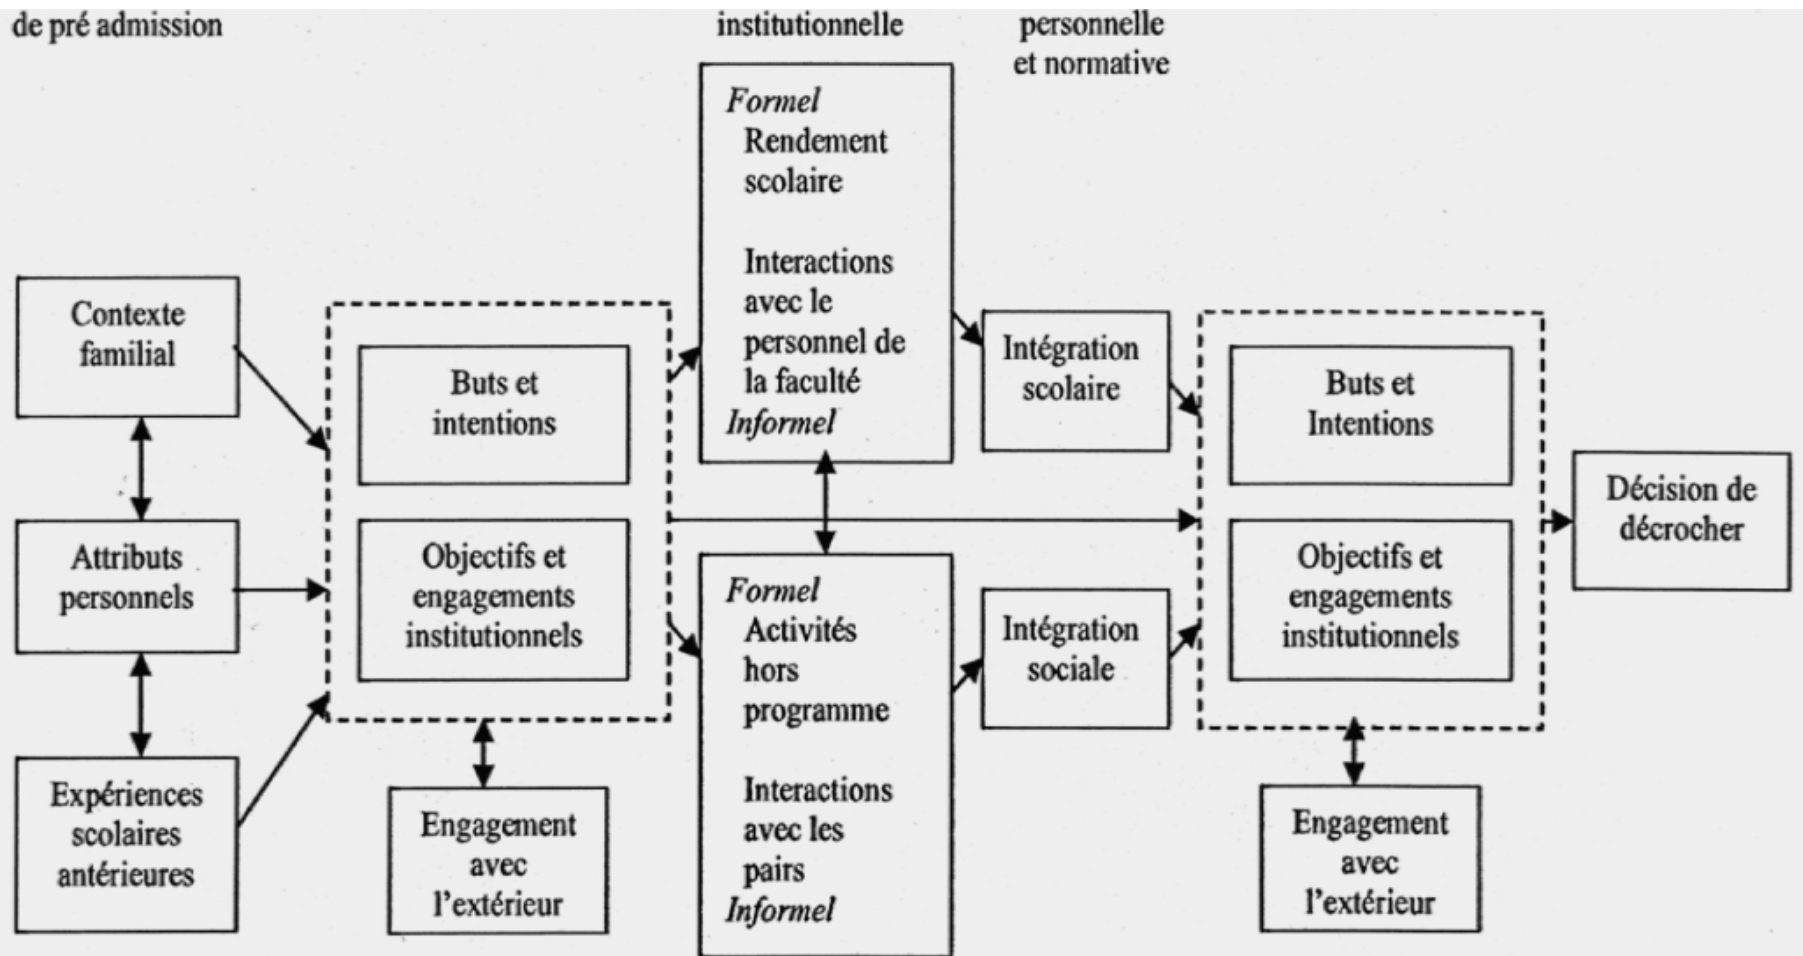 de pré admission
institutionnelle
personnelle
et normative
Contexte
familial
Attributs
personnels
Expériences
scolaires
antérieures
Buts et
intentions
Objectifs et
engagements
institutionnels
Engagement
avec
l'extérieur
Formel
Rendement
scolaire
Interactions
avec le
personnel de
la faculté
Informel
Formel
Activités
hors
programme
Interactions
avec les
pairs
Informel
Intégration
scolaire
Intégration
sociale
Buts et
Intentions
Objectifs et
engagements
institutionnels
Engagement
avec
l'extérieur
Décision de
décrocher